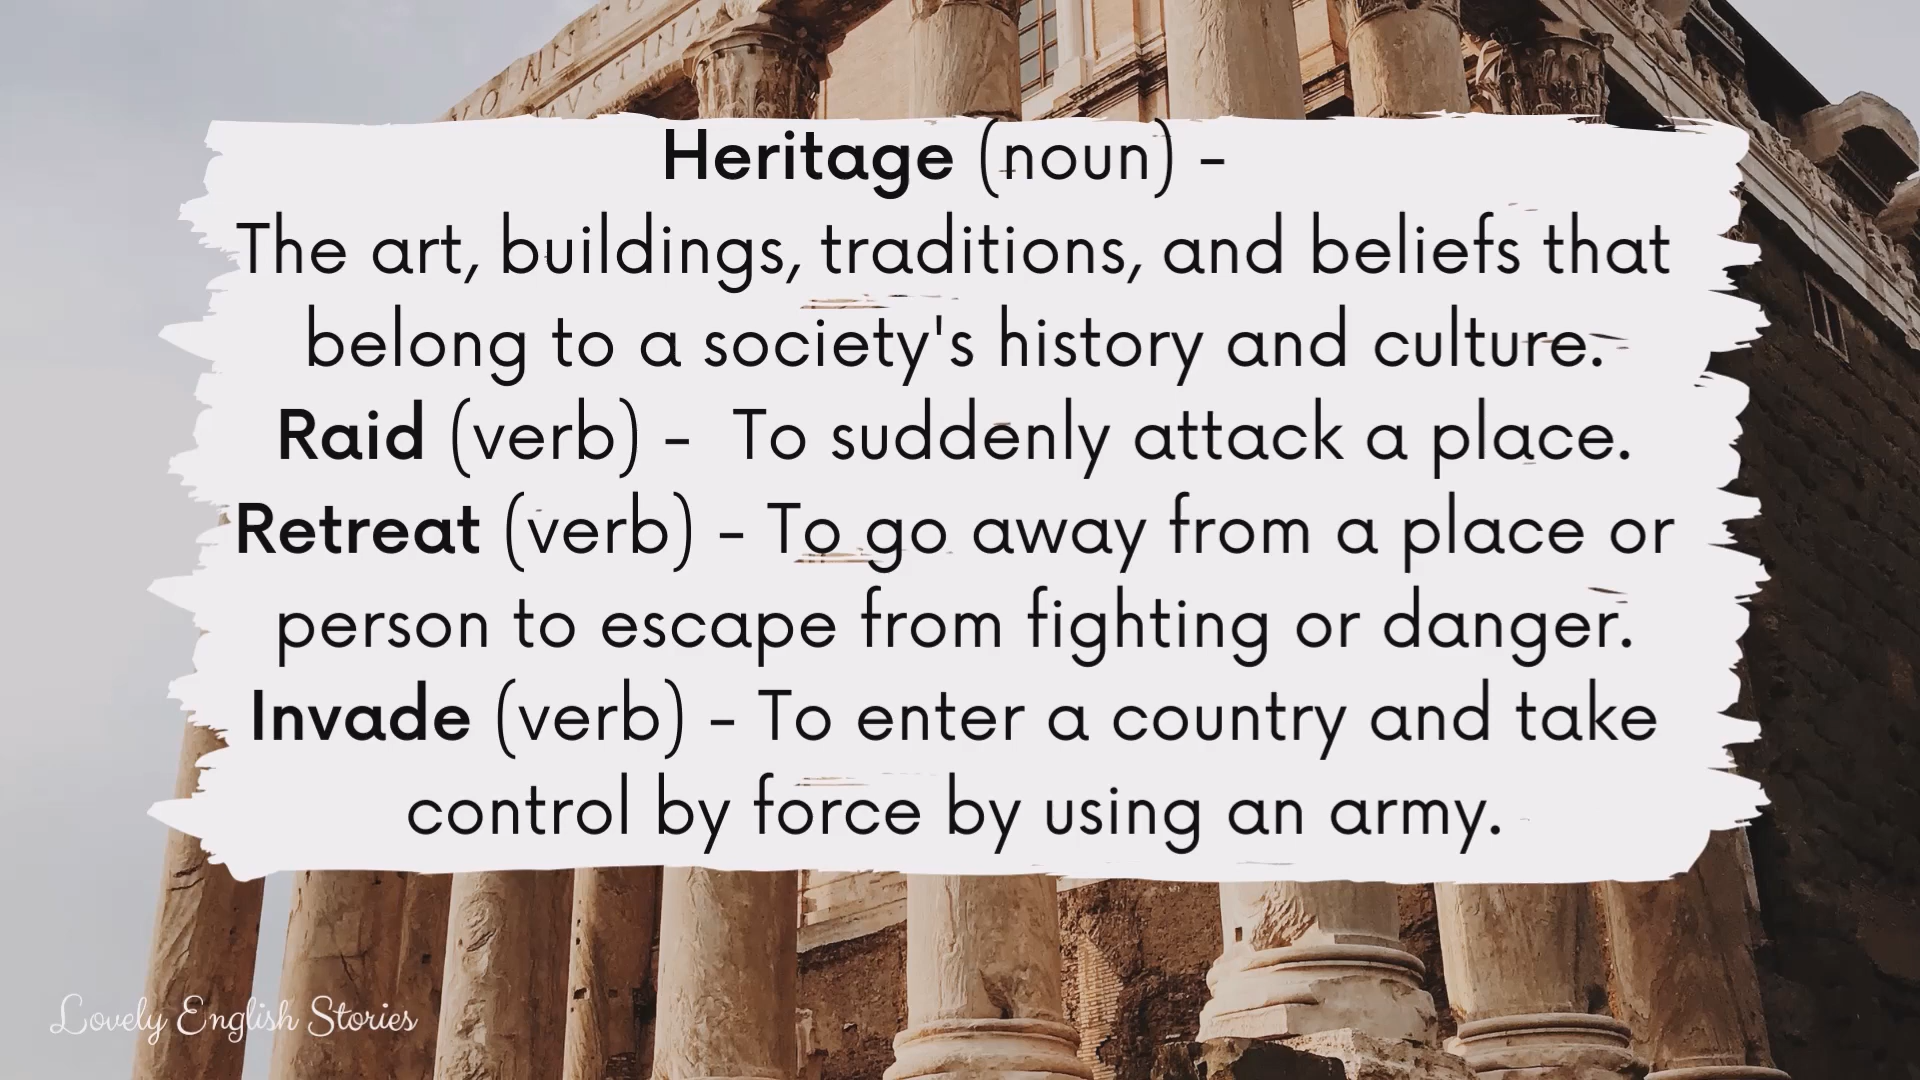 Heritage (noun) -
The art, buildings, traditions, and beliefs that
belong to a society's history and culture.
Raid (verb) - To suddenly attack a place.
Retreat (verb) - To go away from a place or
person to escape from fighting or danger.
Invade (verb) - To enter a country and take
control by force by using an army.
Lovely English Stories